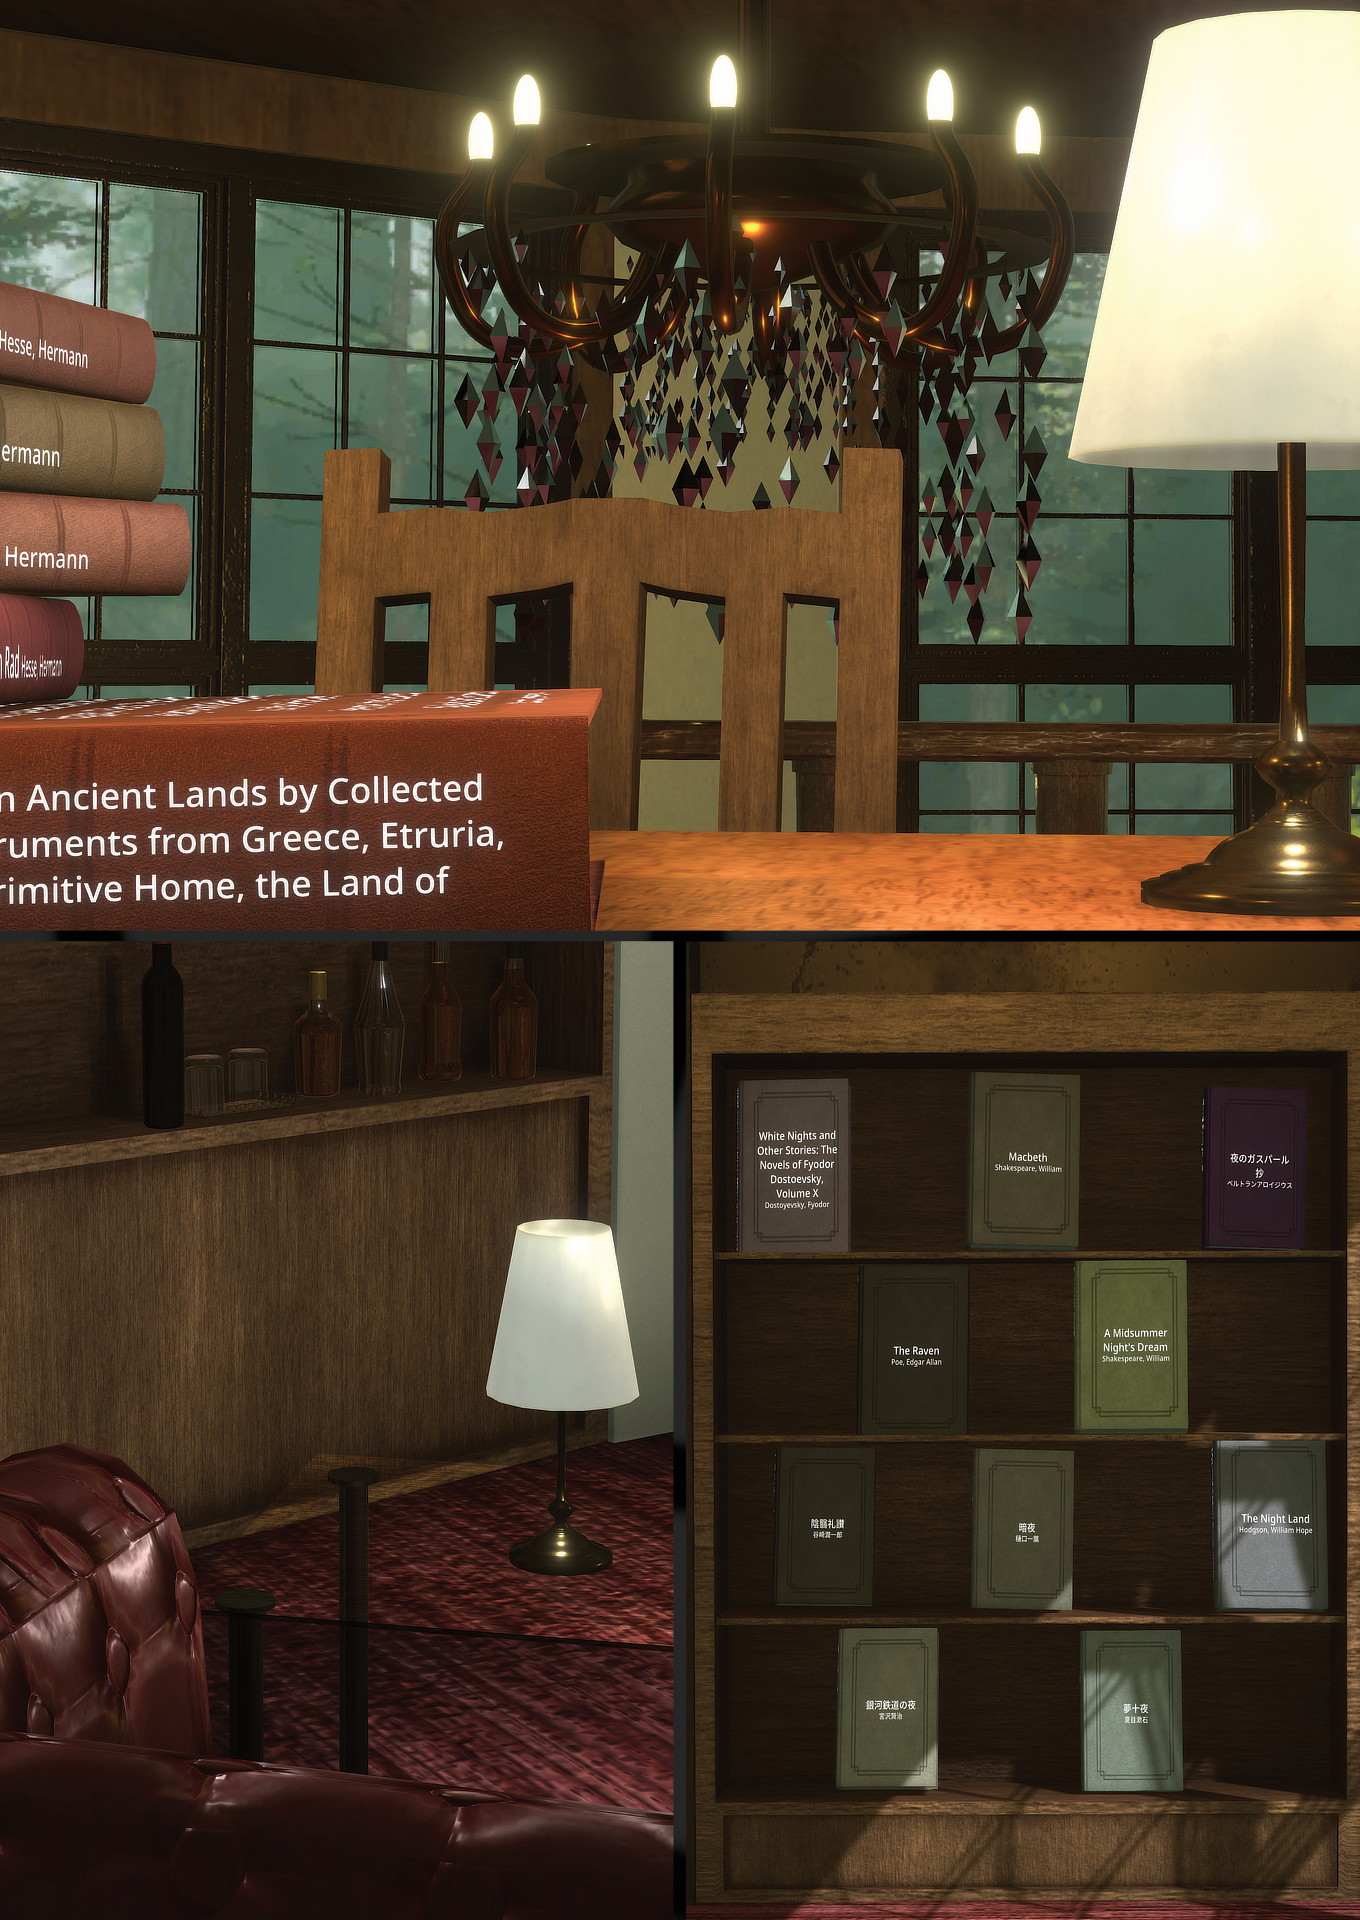 Hesse, Hermann
ermann
Hermann
n Rad Hesse, Hermann
n Ancient Lands by Collected
ruments from Greece, Etruria,
rimitive Home, the Land of
White Nights and
Other Stories: The
Novels of Fyodor
Dostoevsky,
Volume X
Dostoyevsky, Fyodor
Macbeth
Shakespeare, William
夜のガスパール
抄
ベルトランアロイジウス
The Raven
Poe, Edgar Allan
A Midsummer
Night's Dream
Shakespeare, William
陰翳礼讃
谷崎潤一郎
暗夜
樋口一葉
The Night Land
Hodgson, William Hope
銀河鉄道の夜
宮沢賢治
夢十夜
夏目漱石